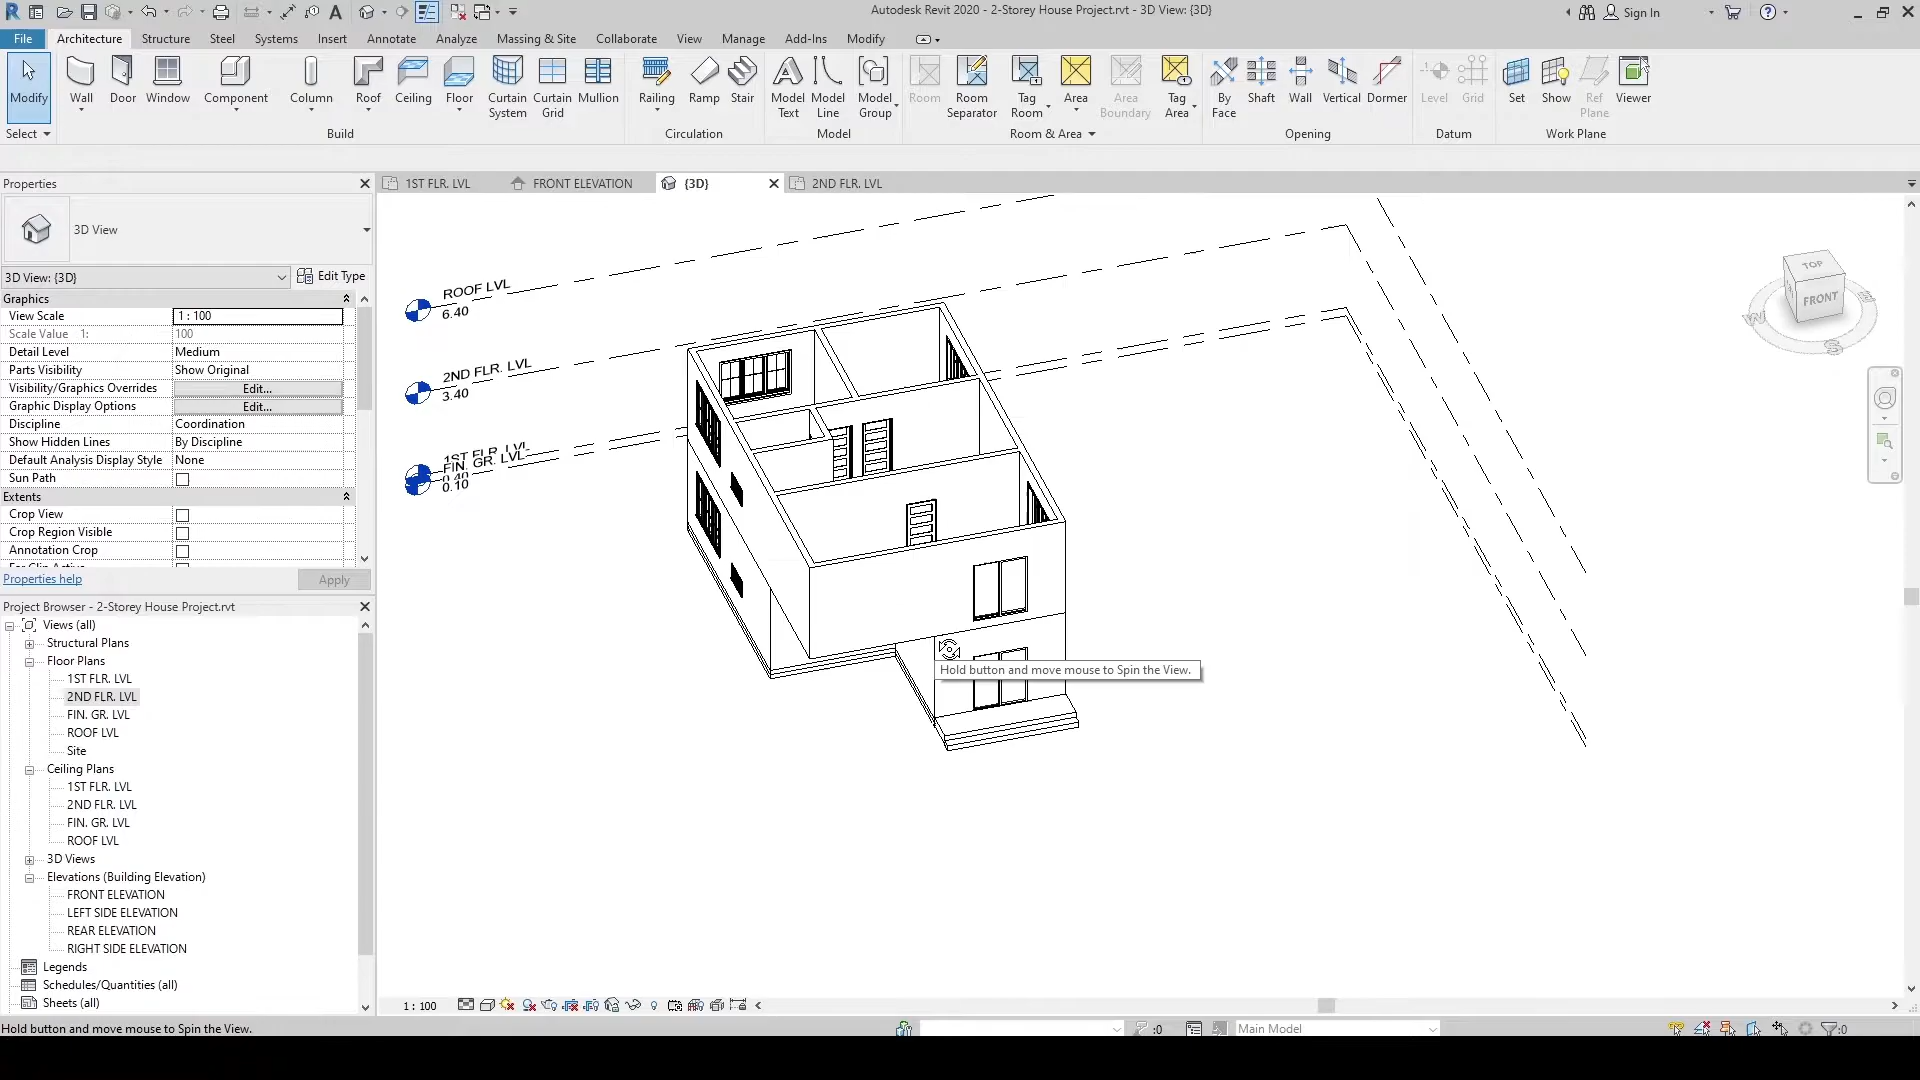 Autodesk Revit 2020 - 2-Storey House Project.rvt - 3D View: {3D}
Sign In
File
Architecture
Structure
Steel
Systems
Insert
Annotate
Analyze
Massing & Site
Collaborate
View
Manage
Add-Ins
Modify
Modify
Wall
Door
Window
Component
Column
Roof
Ceiling
Floor
Curtain System
Curtain Grid
Mullion
Railing
Ramp
Stair
Model Text
Model Line
Model Group
Room
Room Separator
Tag Room
Area
Area Boundary
Tag Area
By Face
Shaft
Wall
Vertical
Dormer
Level
Grid
Set
Show
Ref Plane
Viewer
Select
Build
Circulation
Model
Room & Area
Opening
Datum
Work Plane
Properties
3D View
3D View: {3D}
Edit Type
Graphics
View Scale
1 : 100
Scale Value    1:
100
Detail Level
Medium
Parts Visibility
Show Original
Visibility/Graphics Overrides
Edit...
Graphic Display Options
Edit...
Discipline
Coordination
Show Hidden Lines
By Discipline
Default Analysis Display Style
None
Sun Path
Extents
Crop View
Crop Region Visible
Annotation Crop
Properties help
Apply
Project Browser - 2-Storey House Project.rvt
Views (all)
Structural Plans
Floor Plans
1ST FLR. LVL
2ND FLR. LVL
FIN. GR. LVL
ROOF LVL
Site
Ceiling Plans
1ST FLR. LVL
2ND FLR. LVL
FIN. GR. LVL
ROOF LVL
3D Views
Elevations (Building Elevation)
FRONT ELEVATION
LEFT SIDE ELEVATION
REAR ELEVATION
RIGHT SIDE ELEVATION
Legends
Schedules/Quantities (all)
Sheets (all)
1ST FLR. LVL
FRONT ELEVATION
{3D}
2ND FLR. LVL
ROOF LVL
6.40
2ND FLR. LVL
3.40
1ST FLR. LVL
FIN. GR. LVL
0.40
0.10
TOP
FRONT
W
S
Hold button and move mouse to Spin the View.
1 : 100
Hold button and move mouse to Spin the View.
:0
Main Model
:0